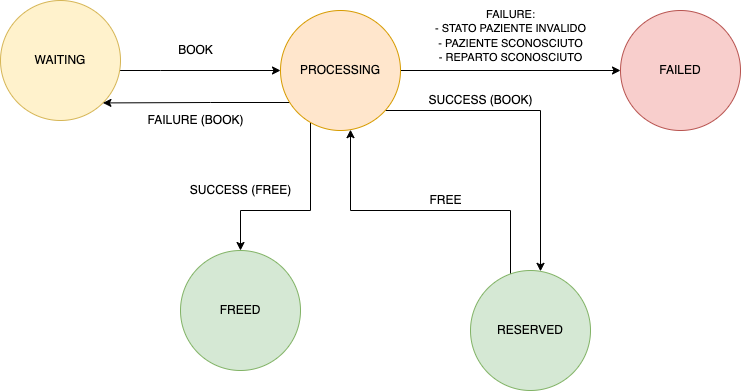 FAILURE:
- STATO PAZIENTE INVALIDO
- PAZIENTE SCONOSCIUTO
- REPARTO SCONOSCIUTO
WAITING
BOOK
PROCESSING
FAILED
FAILURE (BOOK)
SUCCESS (BOOK)
SUCCESS (FREE)
FREE
FREED
RESERVED